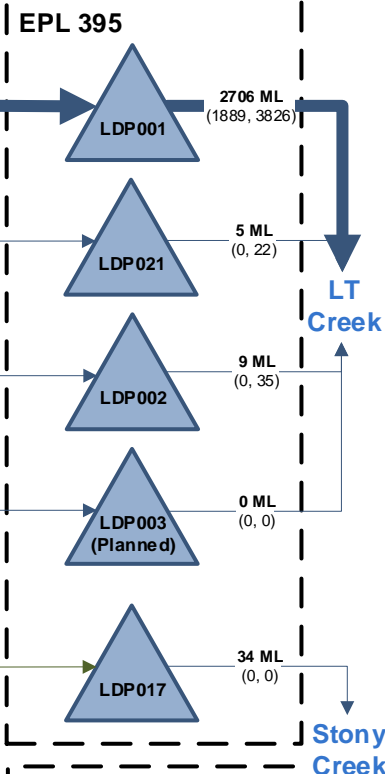 EPL 395
LDP001
2706 ML
(1889, 3826)
LDP021
5 ML
(0, 22)
LT
Creek
LDP002
9 ML
(0, 35)
LDP003
(Planned)
0 ML
(0, 0)
LDP017
34 ML
(0, 0)
Stony
Creek